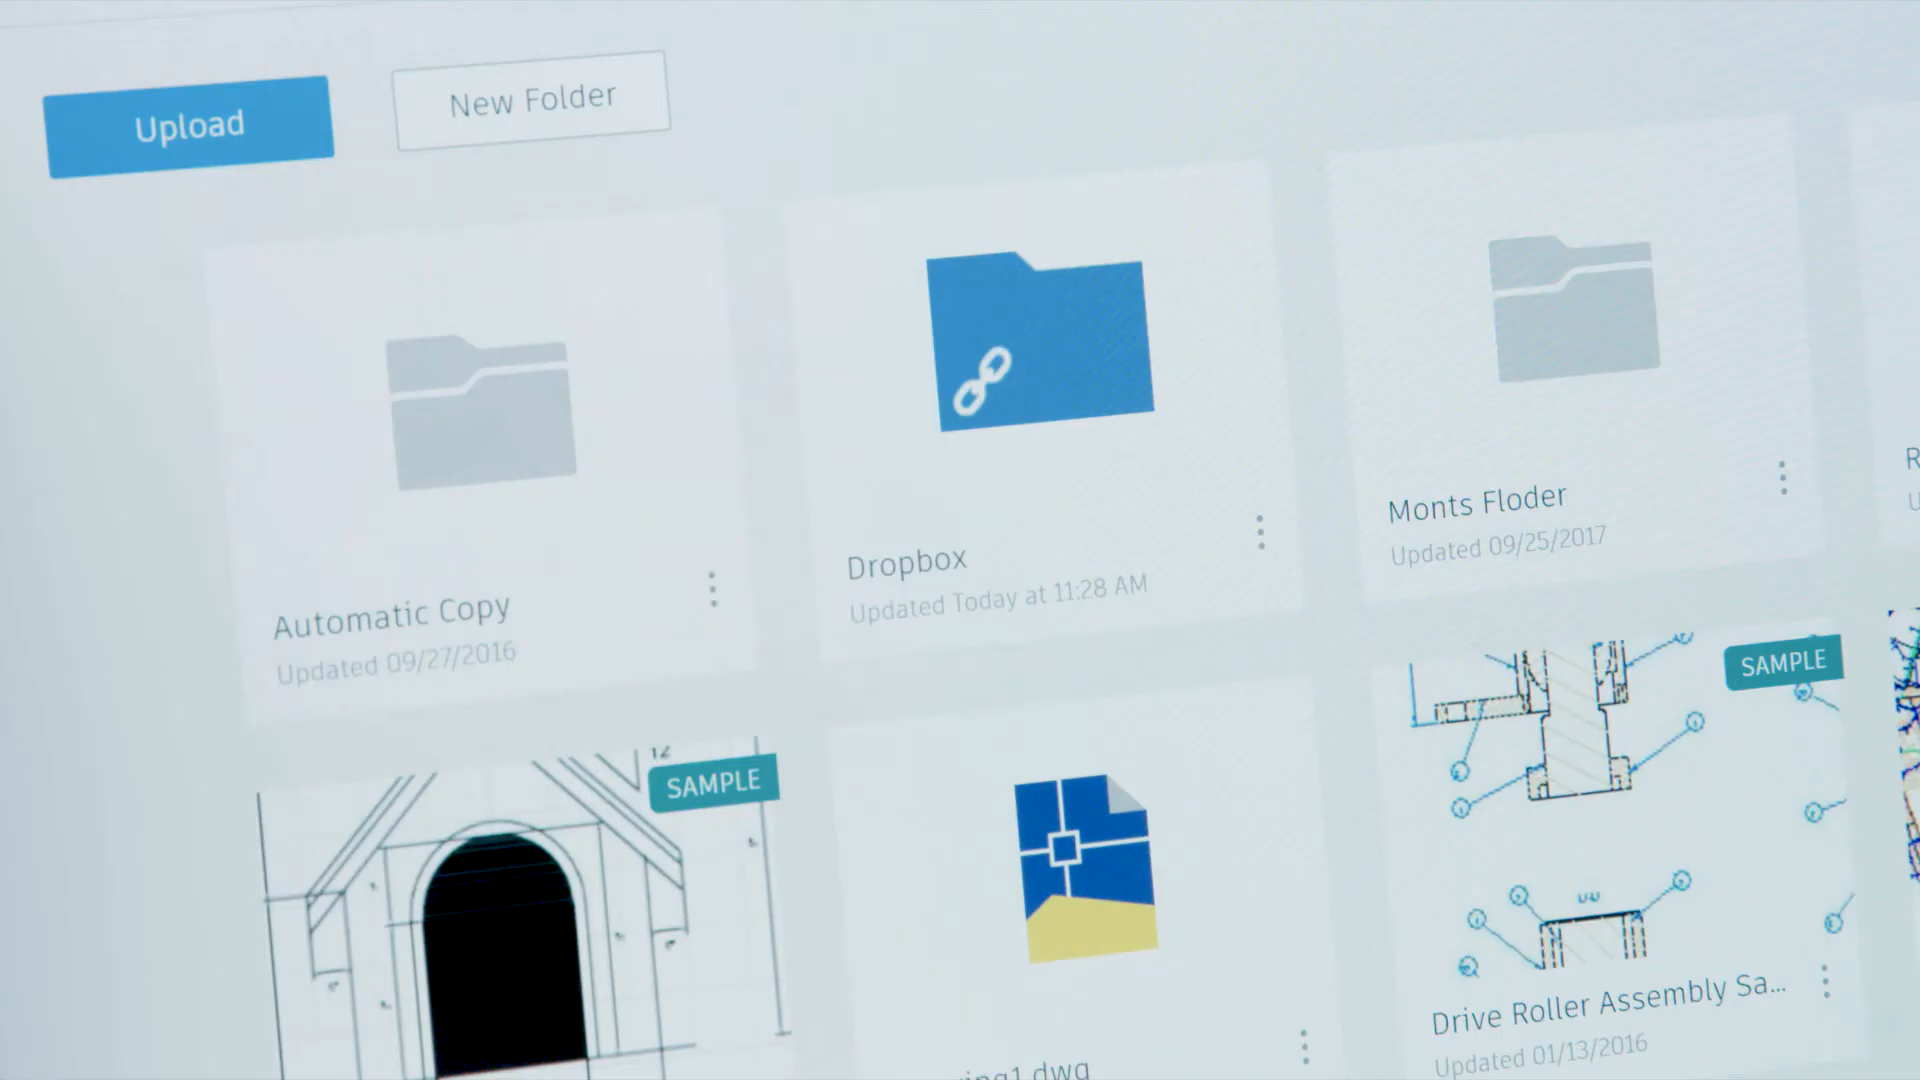 Upload
New Folder
Automatic Copy
Updated 09/27/2016
Dropbox
Updated Today at 11:28 AM
Monts Floder
Updated 09/25/2017
SAMPLE
12
SAMPLE
Drive Roller Assembly Sa...
Updated 01/13/2016